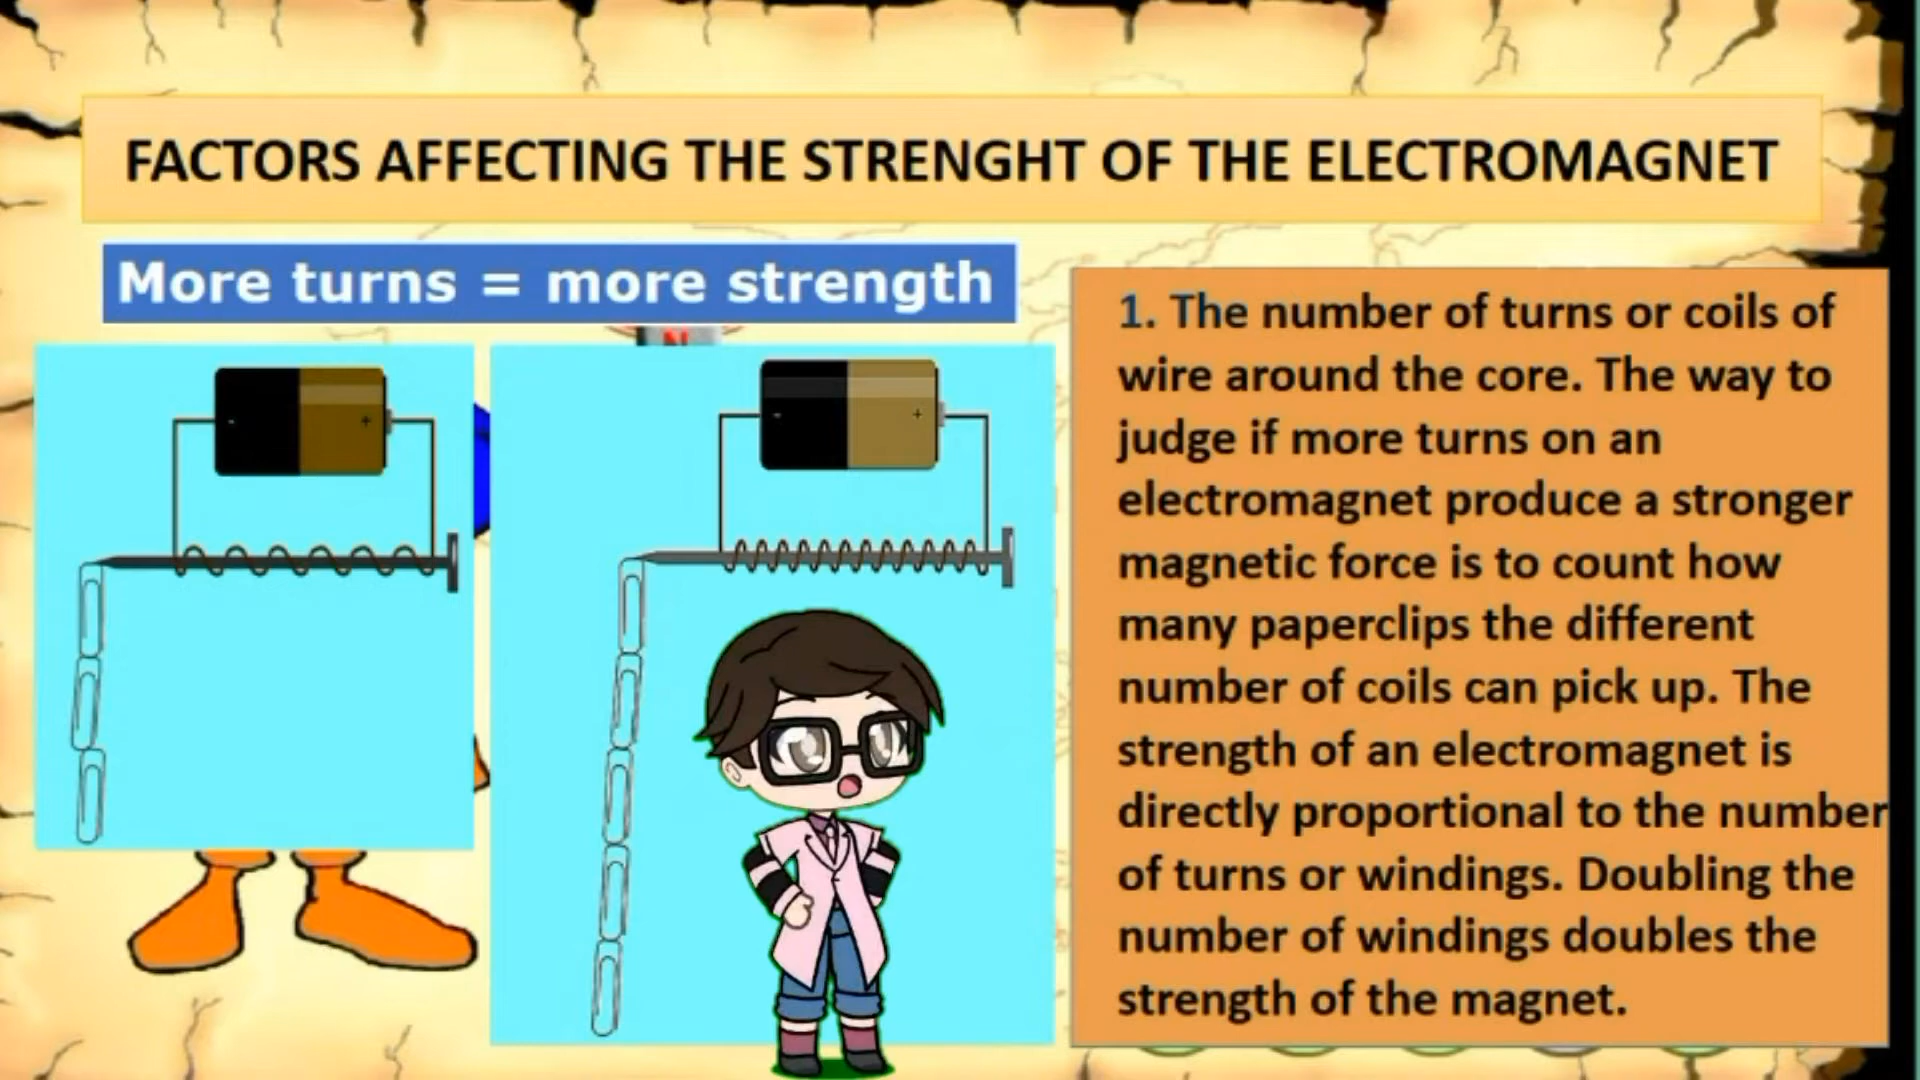 FACTORS AFFECTING THE STRENGHT OF THE ELECTROMAGNET
More turns = more strength
N
- +
- +
1. The number of turns or coils of
wire around the core. The way to
judge if more turns on an
electromagnet produce a stronger
magnetic force is to count how
many paperclips the different
number of coils can pick up. The
strength of an electromagnet is
directly proportional to the number
of turns or windings. Doubling the
number of windings doubles the
strength of the magnet.